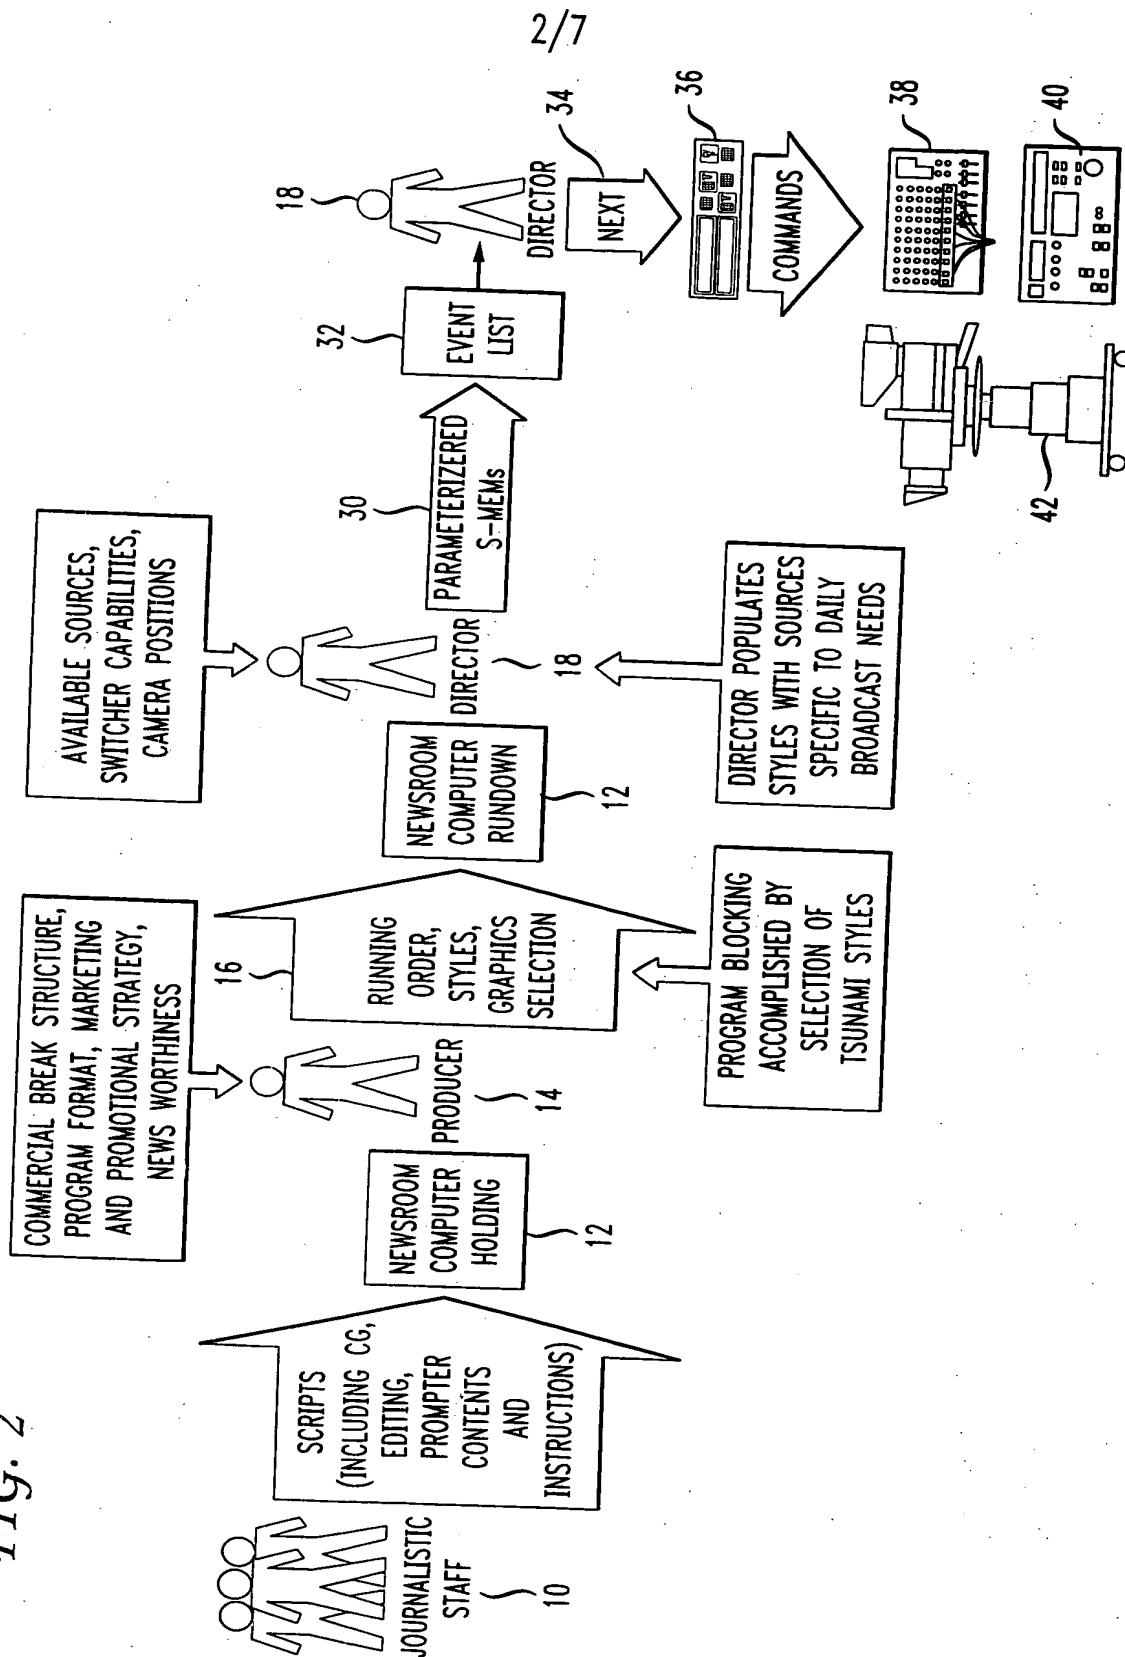 2/7
FIG. 2
JOURNALISTIC
STAFF
10
SCRIPTS
(INCLUDING CG,
EDITING,
PROMPTER
CONTENTS
AND
INSTRUCTIONS)
NEWSROOM
COMPUTER
HOLDING
12
COMMERCIAL BREAK STRUCTURE,
PROGRAM FORMAT, MARKETING
AND PROMOTIONAL STRATEGY,
NEWS WORTHINESS
PRODUCER
14
16
RUNNING
ORDER,
STYLES,
GRAPHICS
SELECTION
PROGRAM BLOCKING
ACCOMPLISHED BY
SELECTION OF
TSUNAMI STYLES
NEWSROOM
COMPUTER
RUNDOWN
12
AVAILABLE SOURCES,
SWITCHER CAPABILITIES,
CAMERA POSITIONS
DIRECTOR
18
DIRECTOR POPULATES
STYLES WITH SOURCES
SPECIFIC TO DAILY
BROADCAST NEEDS
30
PARAMETERIZERED
S-MEMs
32
EVENT
LIST
18
DIRECTOR
34
NEXT
36
COMMANDS
38
40
42